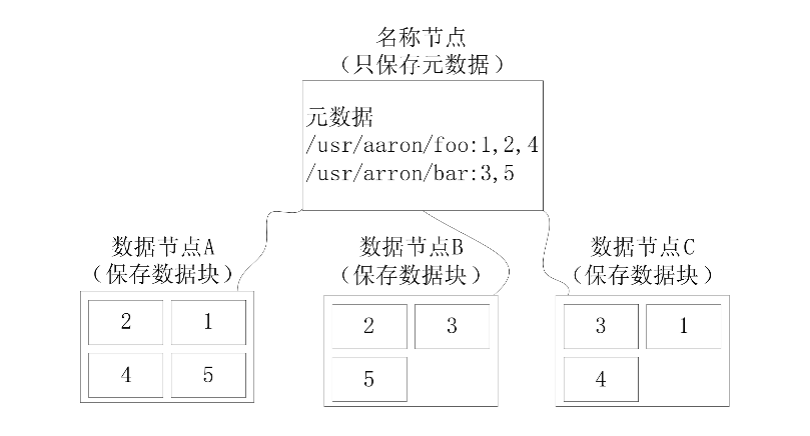 名称节点
（只保存元数据）
元数据
/usr/aaron/foo:1,2,4
/usr/arron/bar:3,5
数据节点A
（保存数据块）
2 1
4 5
数据节点B
（保存数据块）
2 3
5
数据节点C
（保存数据块）
3 1
4